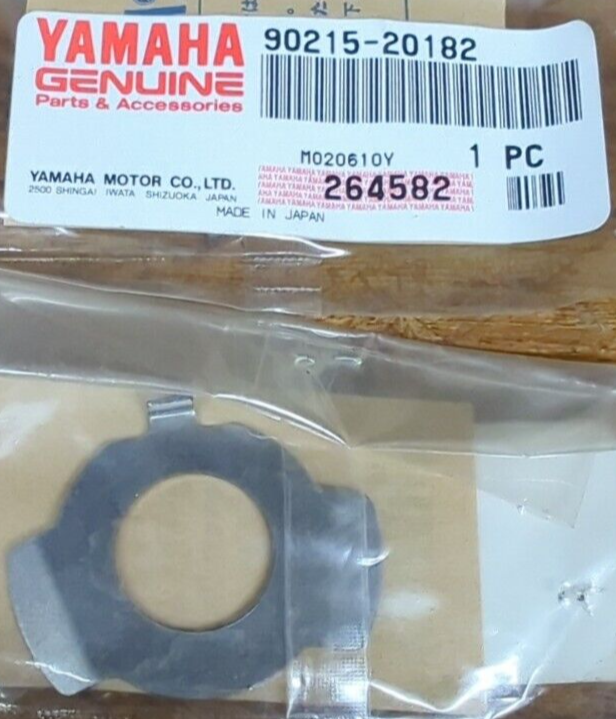 YAMAHA
GENUINE
Parts & Accessories
90215-20182
M020610Y
1 PC
YAMAHA MOTOR CO.,LTD.
2500 SHINGAI IWATA SHIZUOKA JAPAN
264582
MADE IN JAPAN